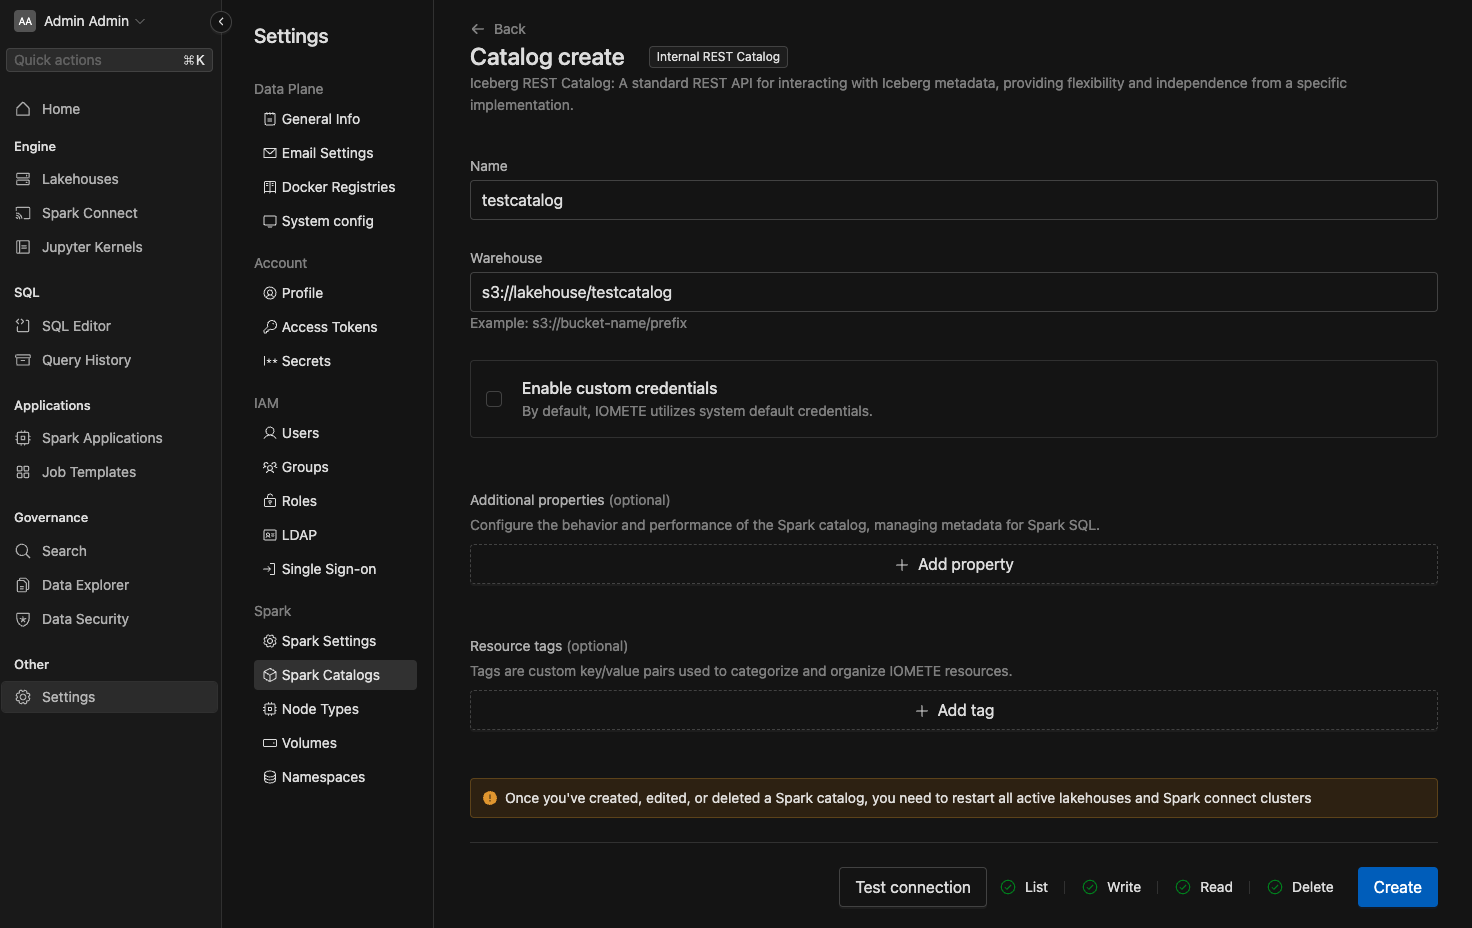 AA Admin Admin
Quick actions ⌘K
Home
Engine
Lakehouses
Spark Connect
Jupyter Kernels
SQL
SQL Editor
Query History
Applications
Spark Applications
Job Templates
Governance
Search
Data Explorer
Data Security
Other
Settings
Settings
Data Plane
General Info
Email Settings
Docker Registries
System config
Account
Profile
Access Tokens
Secrets
IAM
Users
Groups
Roles
LDAP
Single Sign-on
Spark
Spark Settings
Spark Catalogs
Node Types
Volumes
Namespaces
Back
Catalog create Internal REST Catalog
Iceberg REST Catalog: A standard REST API for interacting with Iceberg metadata, providing flexibility and independence from a specific
implementation.
Name
testcatalog
Warehouse
s3://lakehouse/testcatalog
Example: s3://bucket-name/prefix
Enable custom credentials
By default, IOMETE utilizes system default credentials.
Additional properties (optional)
Configure the behavior and performance of the Spark catalog, managing metadata for Spark SQL.
Add property
Resource tags (optional)
Tags are custom key/value pairs used to categorize and organize IOMETE resources.
Add tag
Once you've created, edited, or deleted a Spark catalog, you need to restart all active lakehouses and Spark connect clusters
Test connection List Write Read Delete Create